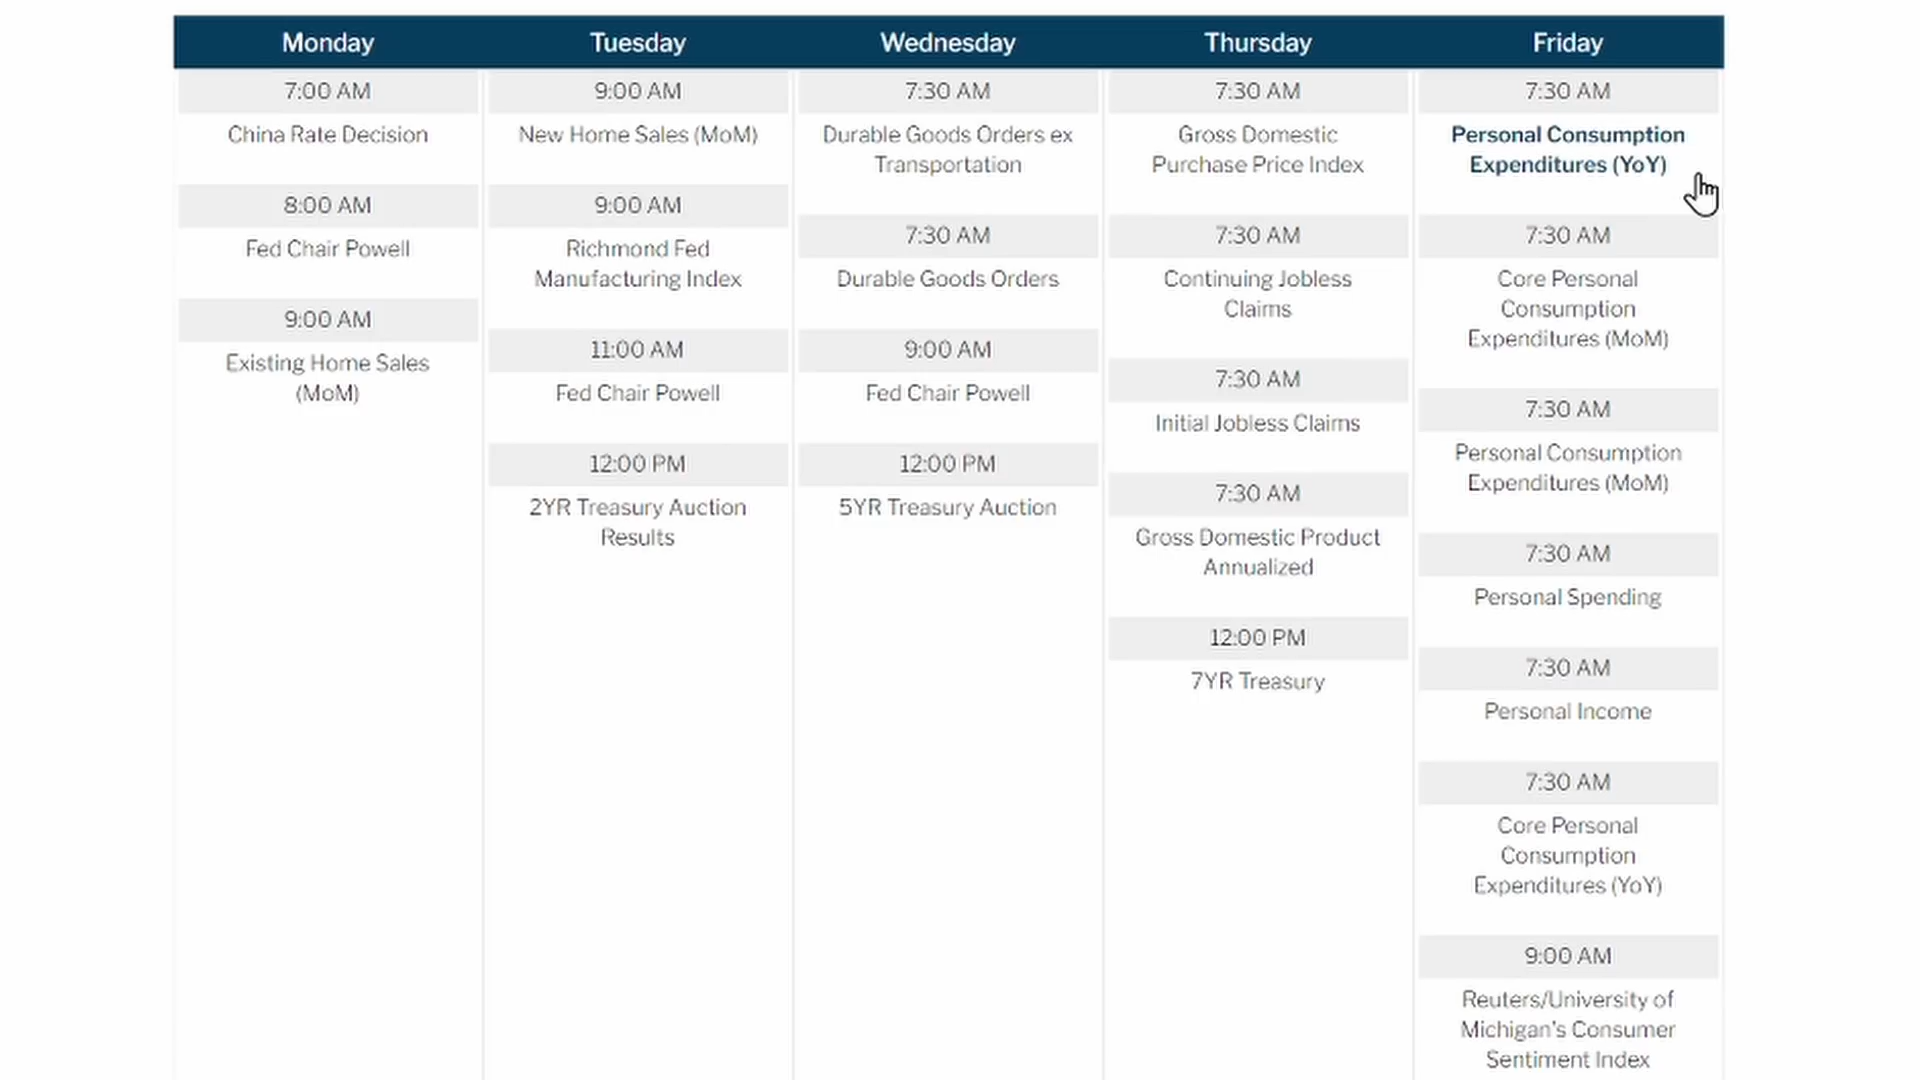 Monday
Tuesday
Wednesday
Thursday
Friday
7:00 AM
China Rate Decision
8:00 AM
Fed Chair Powell
9:00 AM
Existing Home Sales
(MoM)
9:00 AM
New Home Sales (MoM)
9:00 AM
Richmond Fed
Manufacturing Index
11:00 AM
Fed Chair Powell
12:00 PM
2YR Treasury Auction
Results
7:30 AM
Durable Goods Orders ex
Transportation
7:30 AM
Durable Goods Orders
9:00 AM
Fed Chair Powell
12:00 PM
5YR Treasury Auction
7:30 AM
Gross Domestic
Purchase Price Index
7:30 AM
Continuing Jobless
Claims
7:30 AM
Initial Jobless Claims
7:30 AM
Gross Domestic Product
Annualized
12:00 PM
7YR Treasury
7:30 AM
Personal Consumption
Expenditures (YoY)
7:30 AM
Core Personal
Consumption
Expenditures (MoM)
7:30 AM
Personal Consumption
Expenditures (MoM)
7:30 AM
Personal Spending
7:30 AM
Personal Income
7:30 AM
Core Personal
Consumption
Expenditures (YoY)
9:00 AM
Reuters/University of
Michigan's Consumer
Sentiment Index